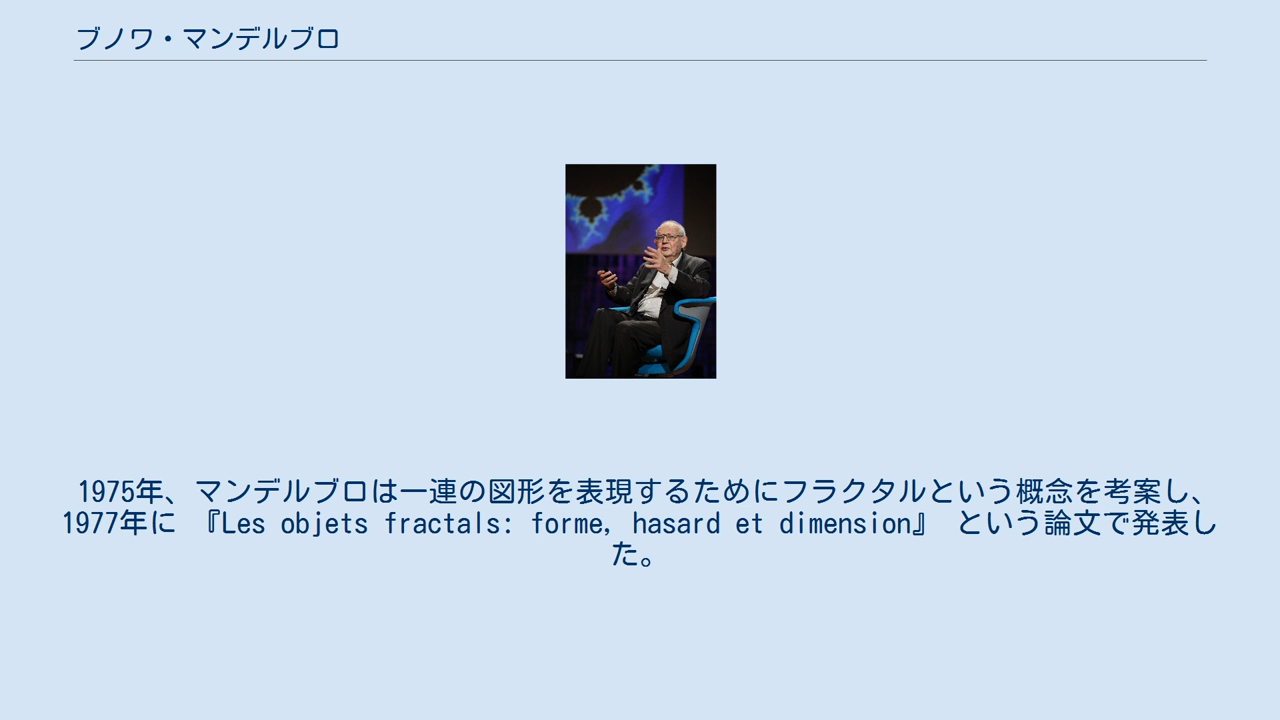 ブノワ・マンデルブロ
1975年、マンデルブロは一連の図形を表現するためにフラクタルという概念を考案し、
1977年に 『Les objets fractals: forme, hasard et dimension』 という論文で発表し
た。